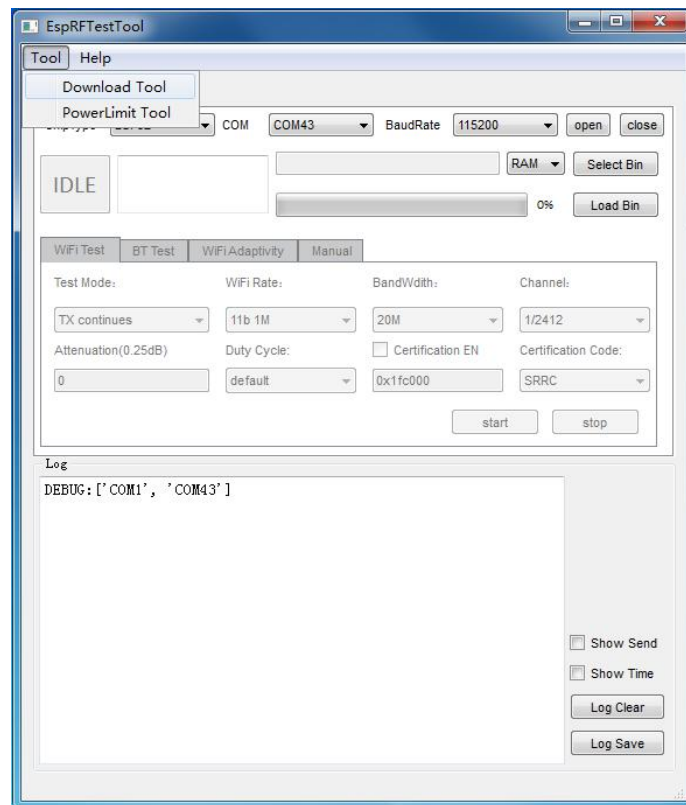 EspRFTestTool
Tool Help
Download Tool
PowerLimit Tool
COM COM43 BaudRate 115200 open close
RAM Select Bin
IDLE
0% Load Bin
WiFi Test BT Test WiFi Adaptivity Manual
Test Mode: WiFi Rate: BandWdith: Channel:
TX continues 11b 1M 20M 1/2412
Attenuation(0.25dB) Duty Cycle: Certification EN Certification Code:
0 default 0x1fc000 SRRC
start stop
Log
DEBUG:['COM1', 'COM43']
Show Send
Show Time
Log Clear
Log Save